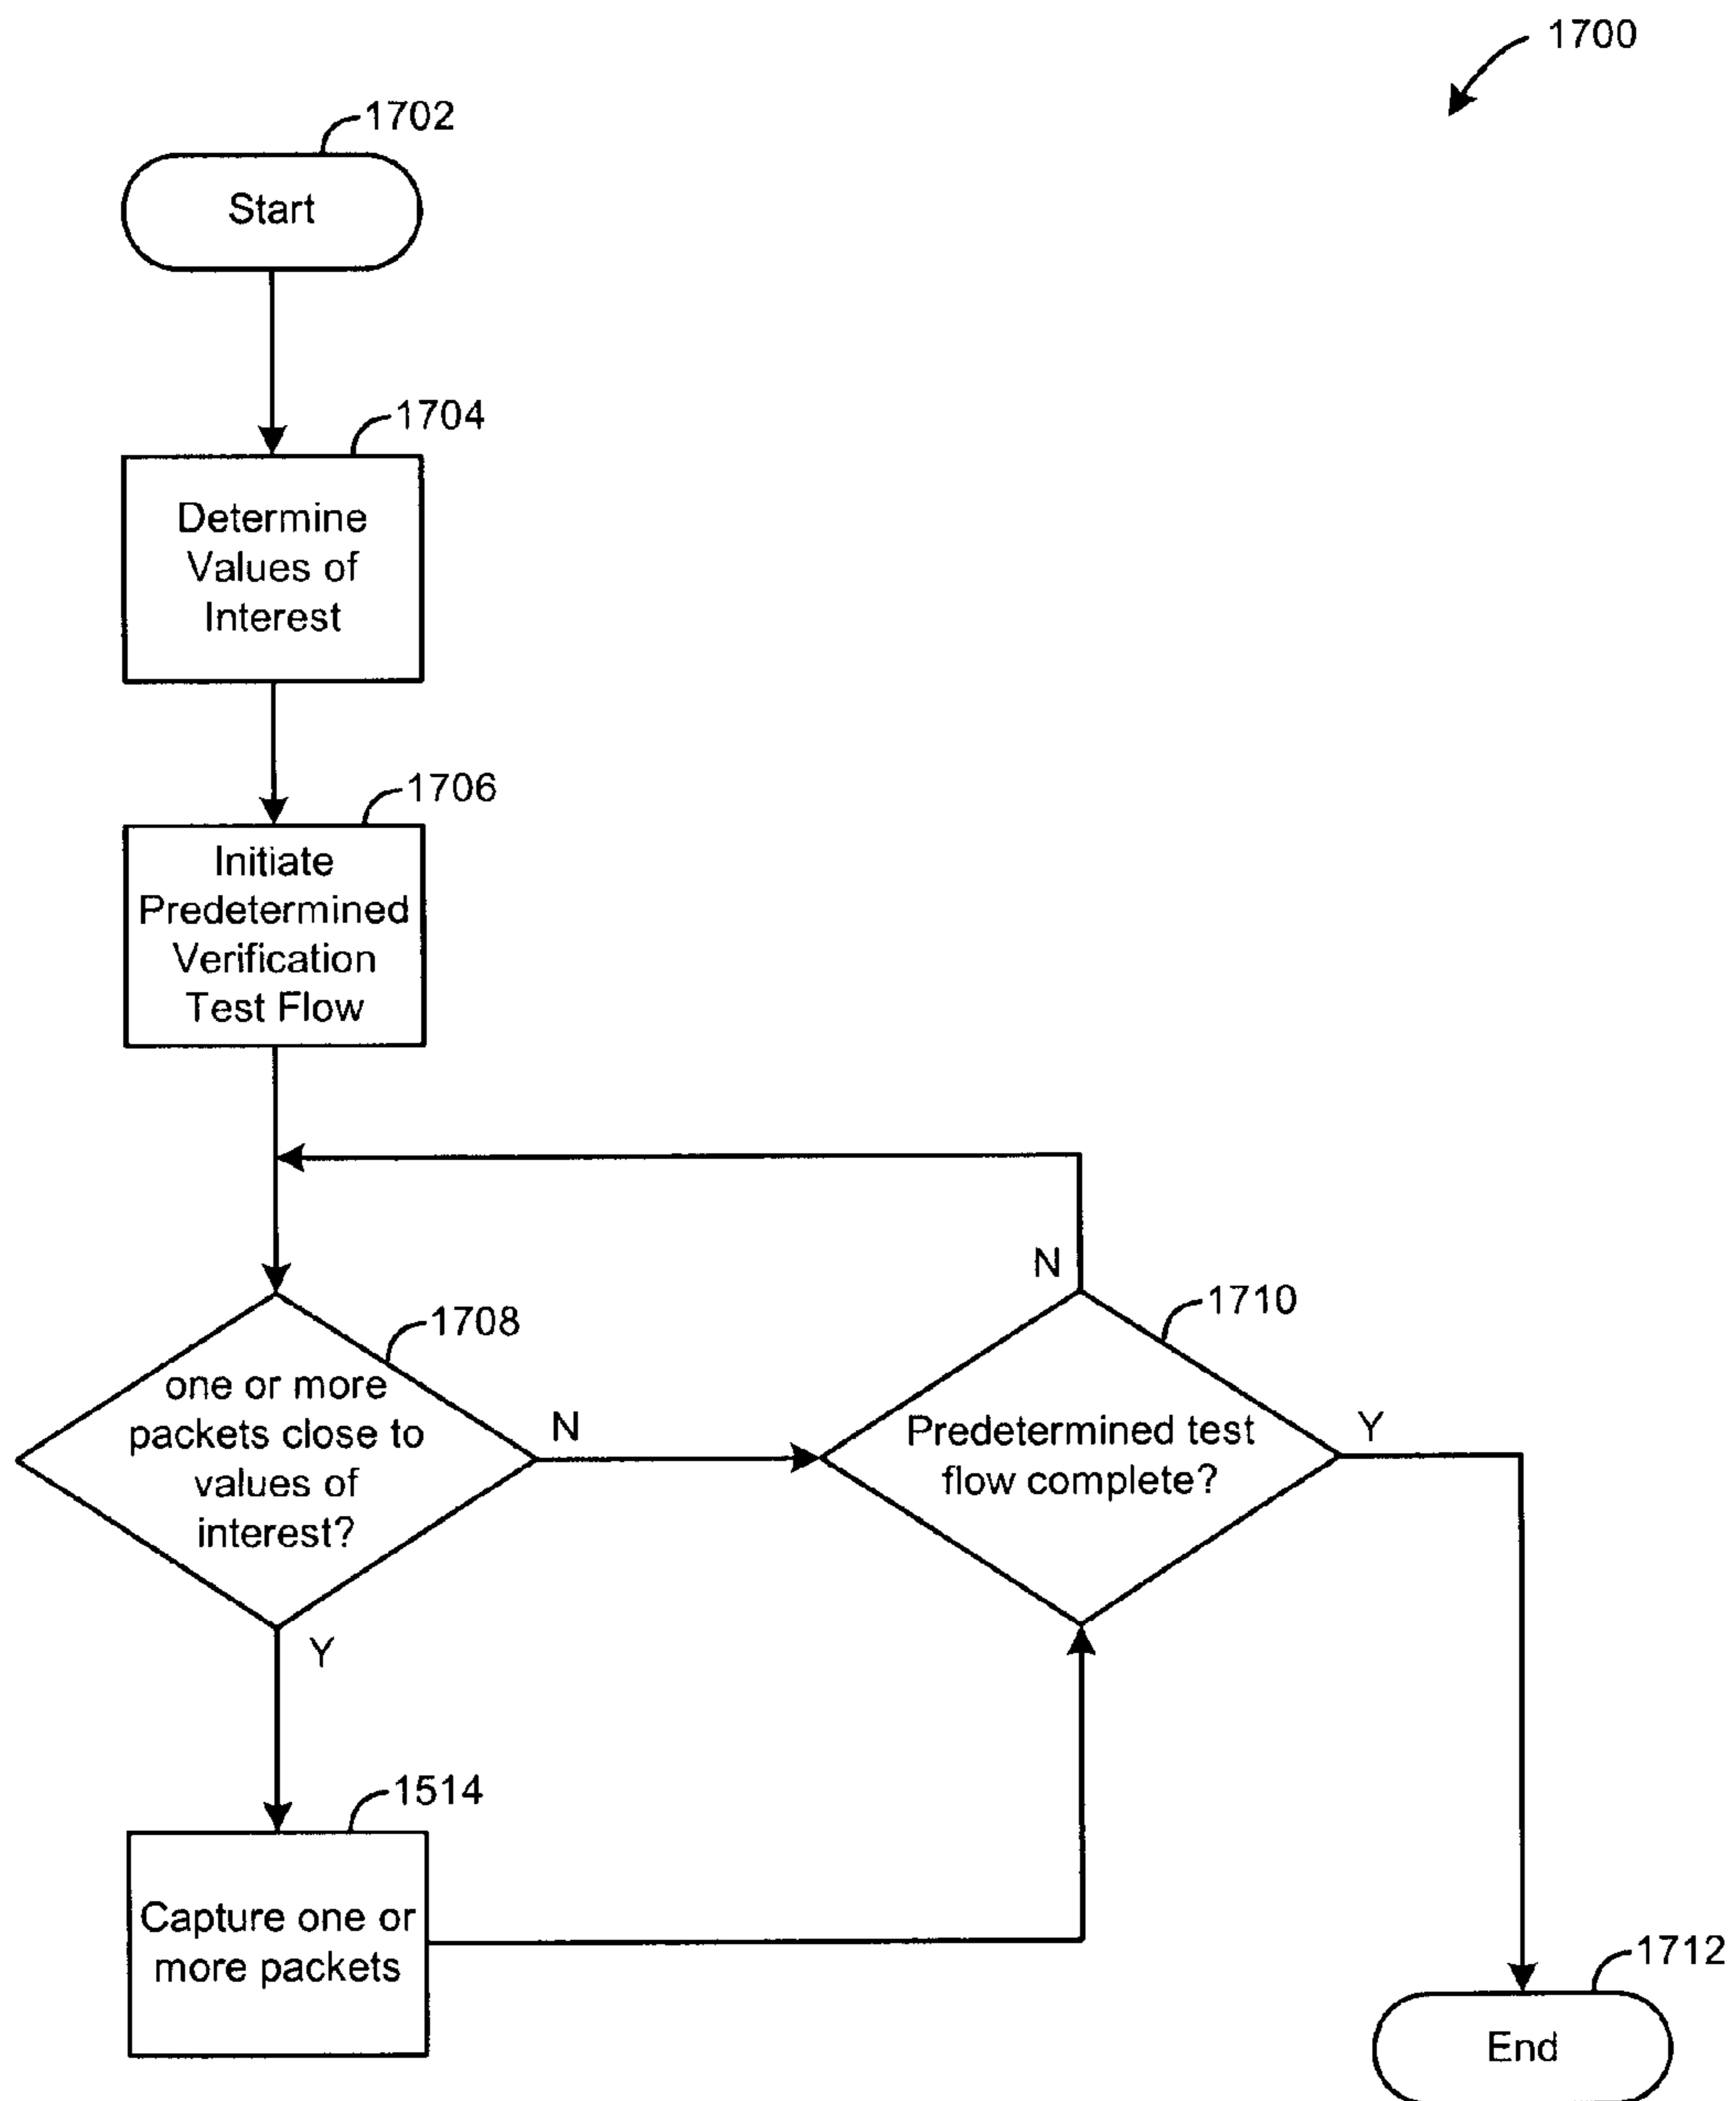 1700
1702
Start
1704
Determine
Values of
Interest
1706
Initiate
Predetermined
Verification
Test Flow
1708
one or more
packets close to
values of
interest?
N
Y
1710
Predetermined test
flow complete?
N
Y
1514
Capture one or
more packets
1712
End